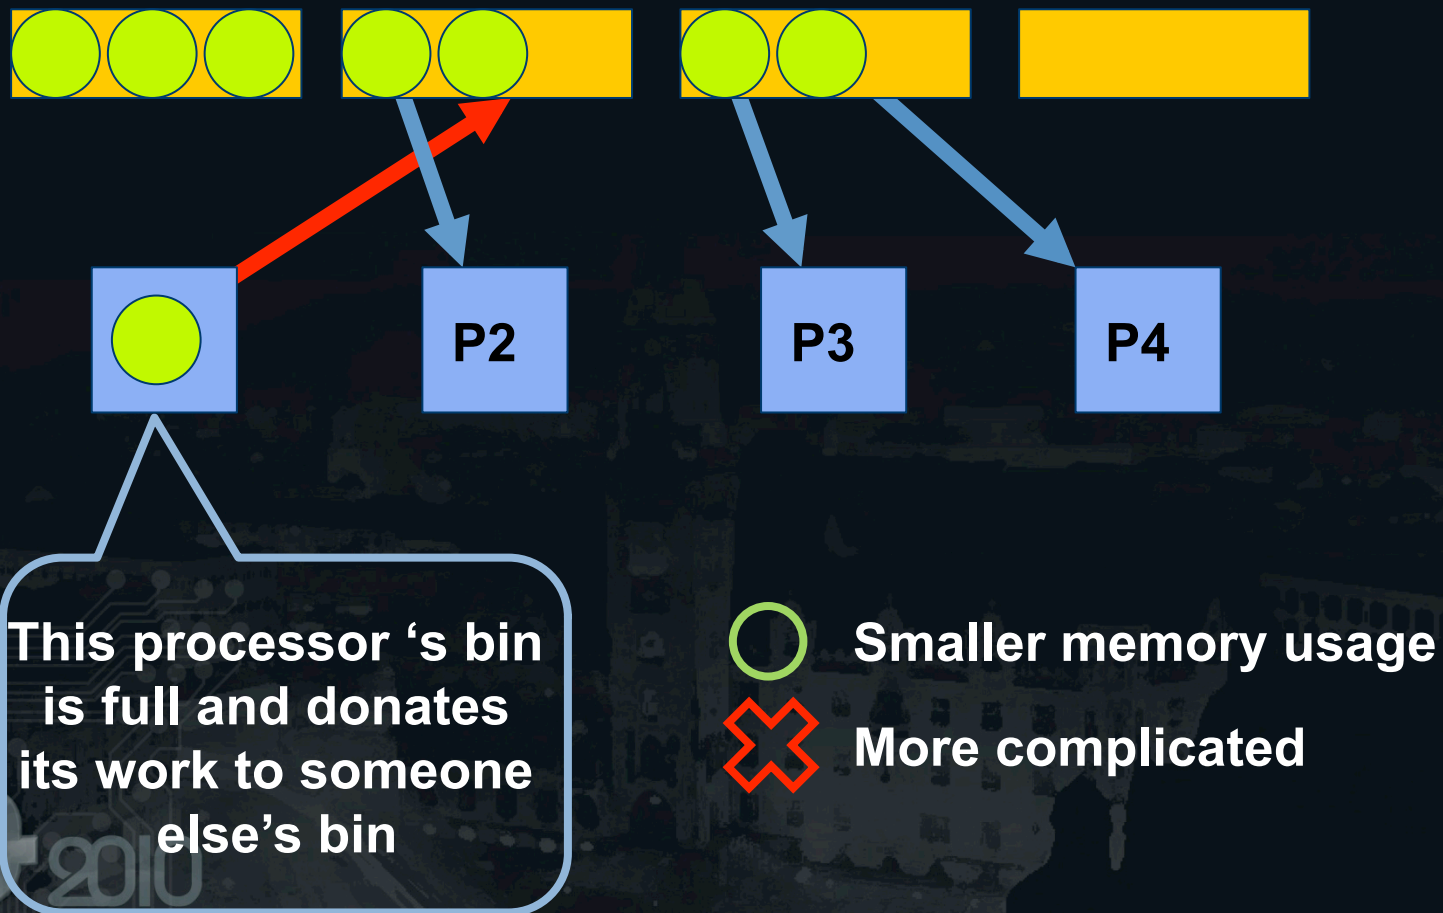 P2
P3
P4
This processor ‘s bin
is full and donates
its work to someone
else’s bin
Smaller memory usage
More complicated
2010